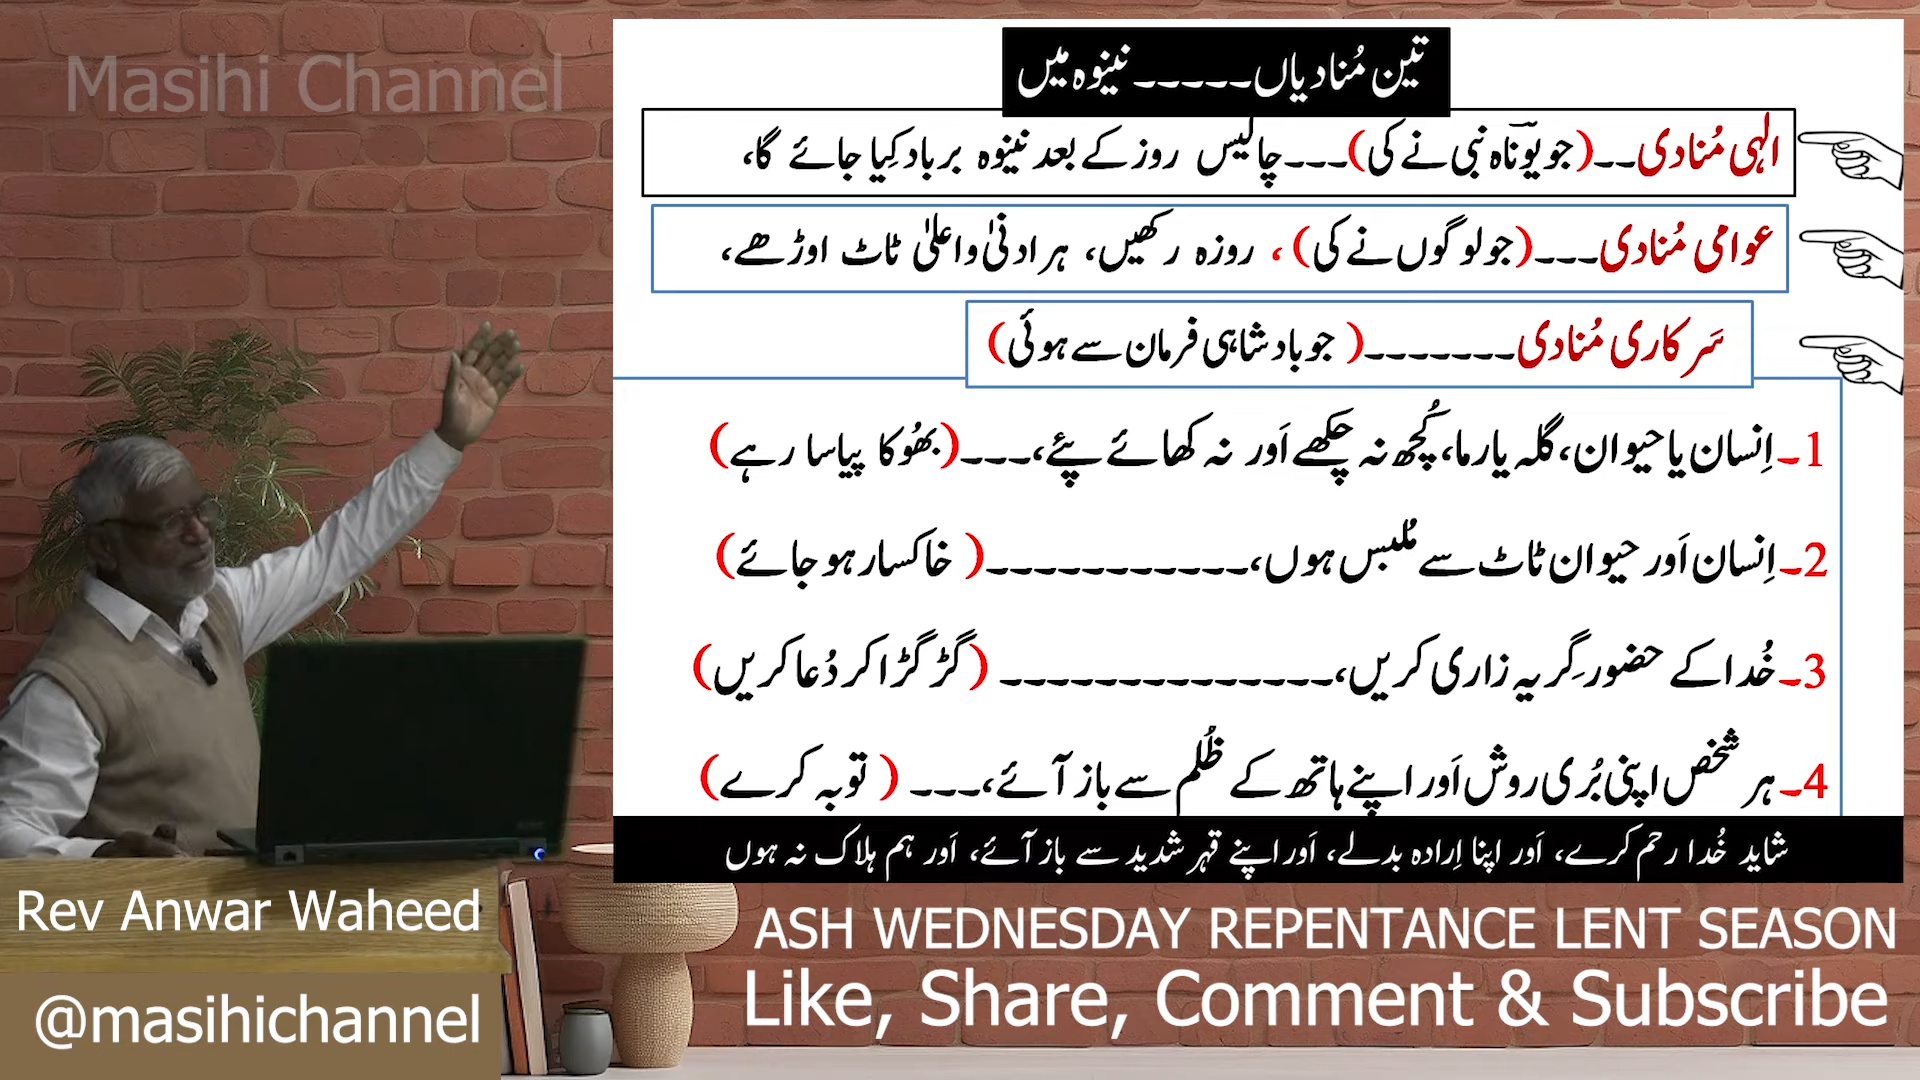 Masihi Channel
تین مُنادیاں----- نینوہ میں
الٰہی مُنادی--(جو یُوناہ نبی نے کی)---چالیس روز کے بعد نینوہ برباد کِیا جائے گا،
عوامی مُنادی---(جو لوگوں نے کی)، روزہ رکھیں، ہر ادنیٰ و اعلیٰ ٹاٹ اوڑھے،
سَرکاری مُنادی-------( جو بادشاہی فرمان سے ہوئی)
1۔اِنسان یا حیوان، گلہ یا رما، کُچھ نہ چکھے اَور نہ کھائے پئے،---(بھُوکا پیاسا رہے)
2۔اِنسان اَور حیوان ٹاٹ سے مُلبس ہوں،-----------( خاکسار ہو جائے)
3۔خُدا کے حضور گِریہ زاری کریں،-------------- (گڑگڑا کر دُعا کریں)
4۔ہر شخص اپنی بُری روش اَور اپنے ہاتھ کے ظُلم سے باز آئے،--- ( توبہ کرے)
شاید خُدا رحم کرے، اَور اپنا اِرادہ بدلے، اَور اپنے قہر شدید سے باز آئے، اَور ہم ہلاک نہ ہوں
Rev Anwar Waheed
@masihichannel
ASH WEDNESDAY REPENTANCE LENT SEASON
Like, Share, Comment & Subscribe